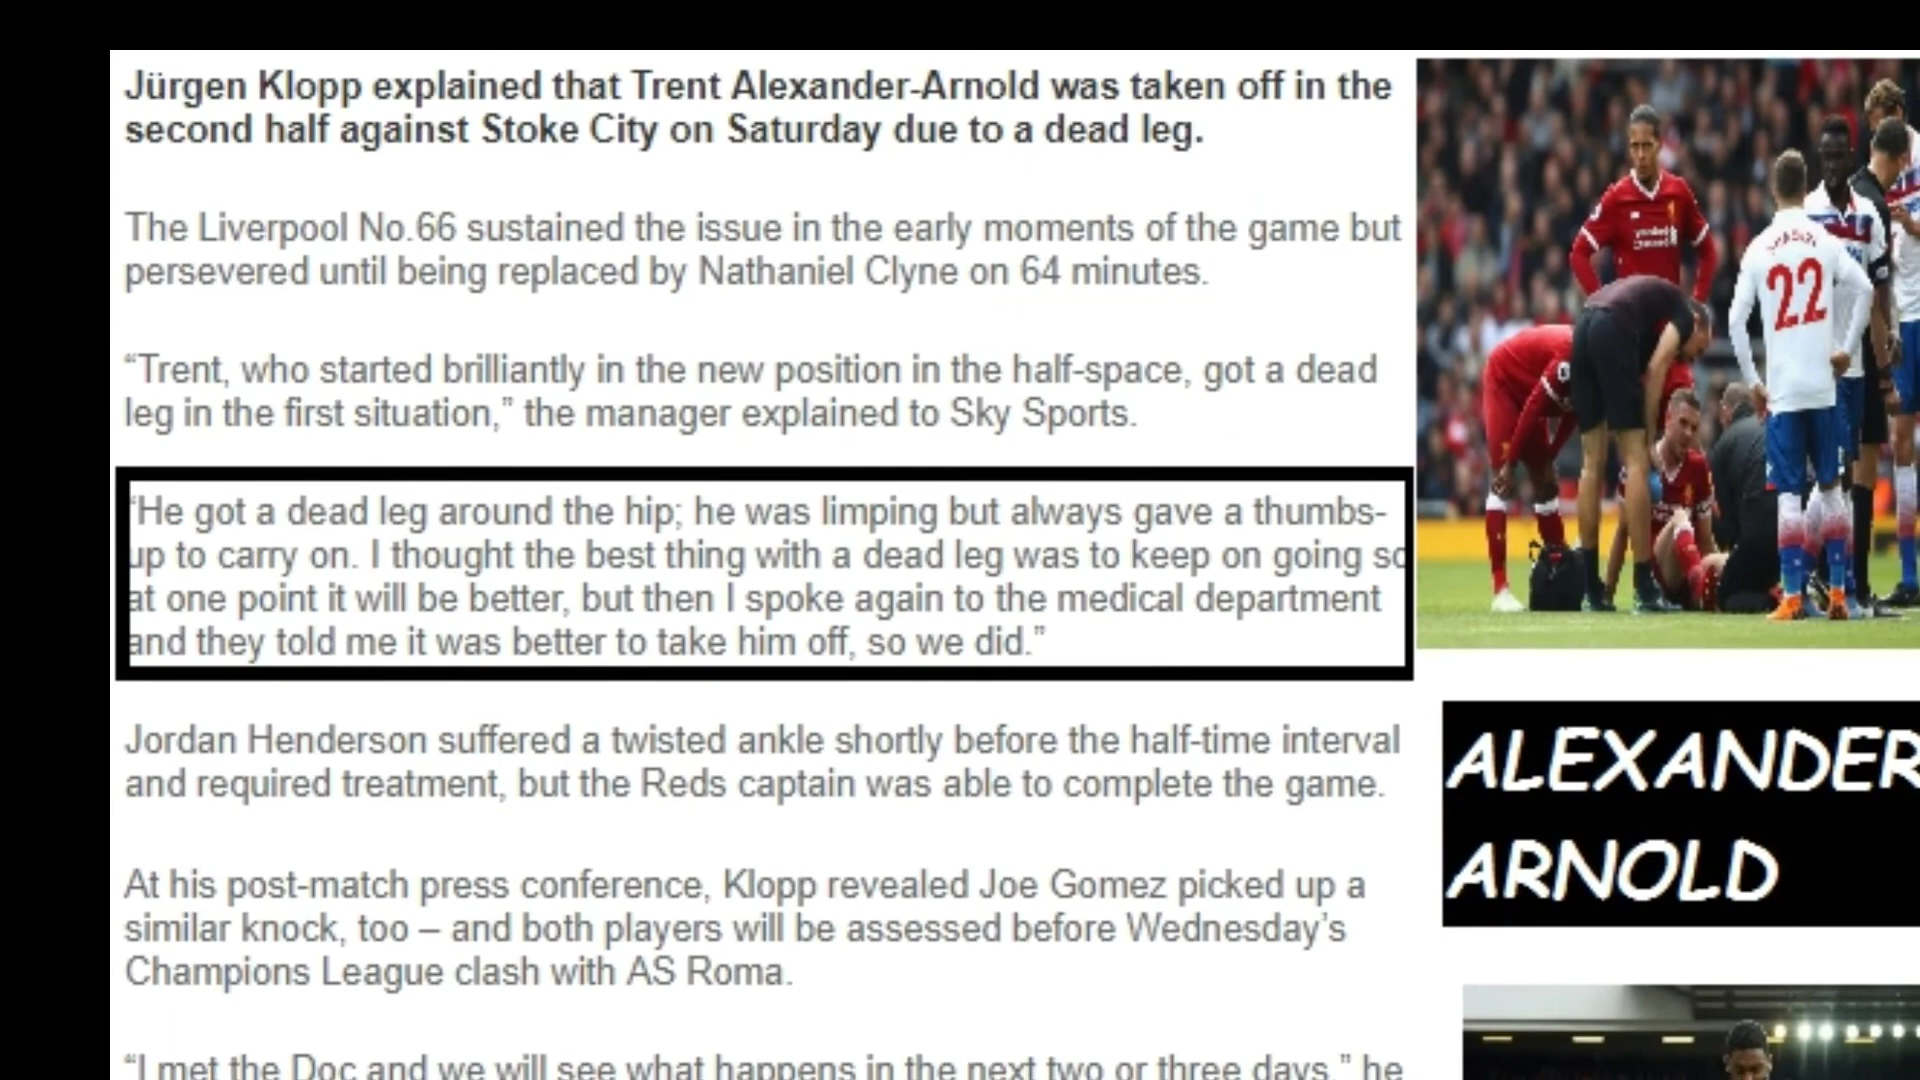 Jürgen Klopp explained that Trent Alexander-Arnold was taken off in the
second half against Stoke City on Saturday due to a dead leg.
The Liverpool No.66 sustained the issue in the early moments of the game but
persevered until being replaced by Nathaniel Clyne on 64 minutes.
“Trent, who started brilliantly in the new position in the half-space, got a dead
leg in the first situation,” the manager explained to Sky Sports.
“He got a dead leg around the hip; he was limping but always gave a thumbs-
up to carry on. I thought the best thing with a dead leg was to keep on going so
at one point it will be better, but then I spoke again to the medical department
and they told me it was better to take him off, so we did.”
Jordan Henderson suffered a twisted ankle shortly before the half-time interval
and required treatment, but the Reds captain was able to complete the game.
At his post-match press conference, Klopp revealed Joe Gomez picked up a
similar knock, too – and both players will be assessed before Wednesday’s
Champions League clash with AS Roma.
“I met the Doc and we will see what happens in the next two or three days,” he
22
ALEXANDER
ARNOLD